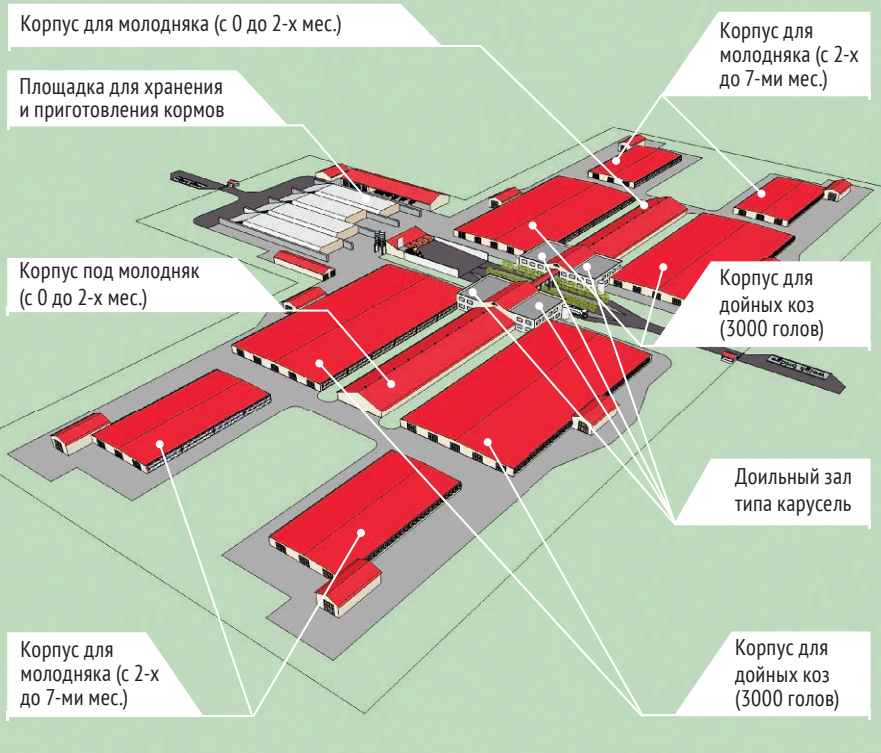 Корпус для молодняка (с 0 до 2-х мес.)
Корпус для
молодняка (с 2-х
до 7-ми мес.)
Площадка для хранения
и приготовления кормов
Корпус под молодняк
(с 0 до 2-х мес.)
Корпус для
дойных коз
(3000 голов)
Доильный зал
типа карусель
Корпус для
молодняка (с 2-х
до 7-ми мес.)
Корпус для
дойных коз
(3000 голов)